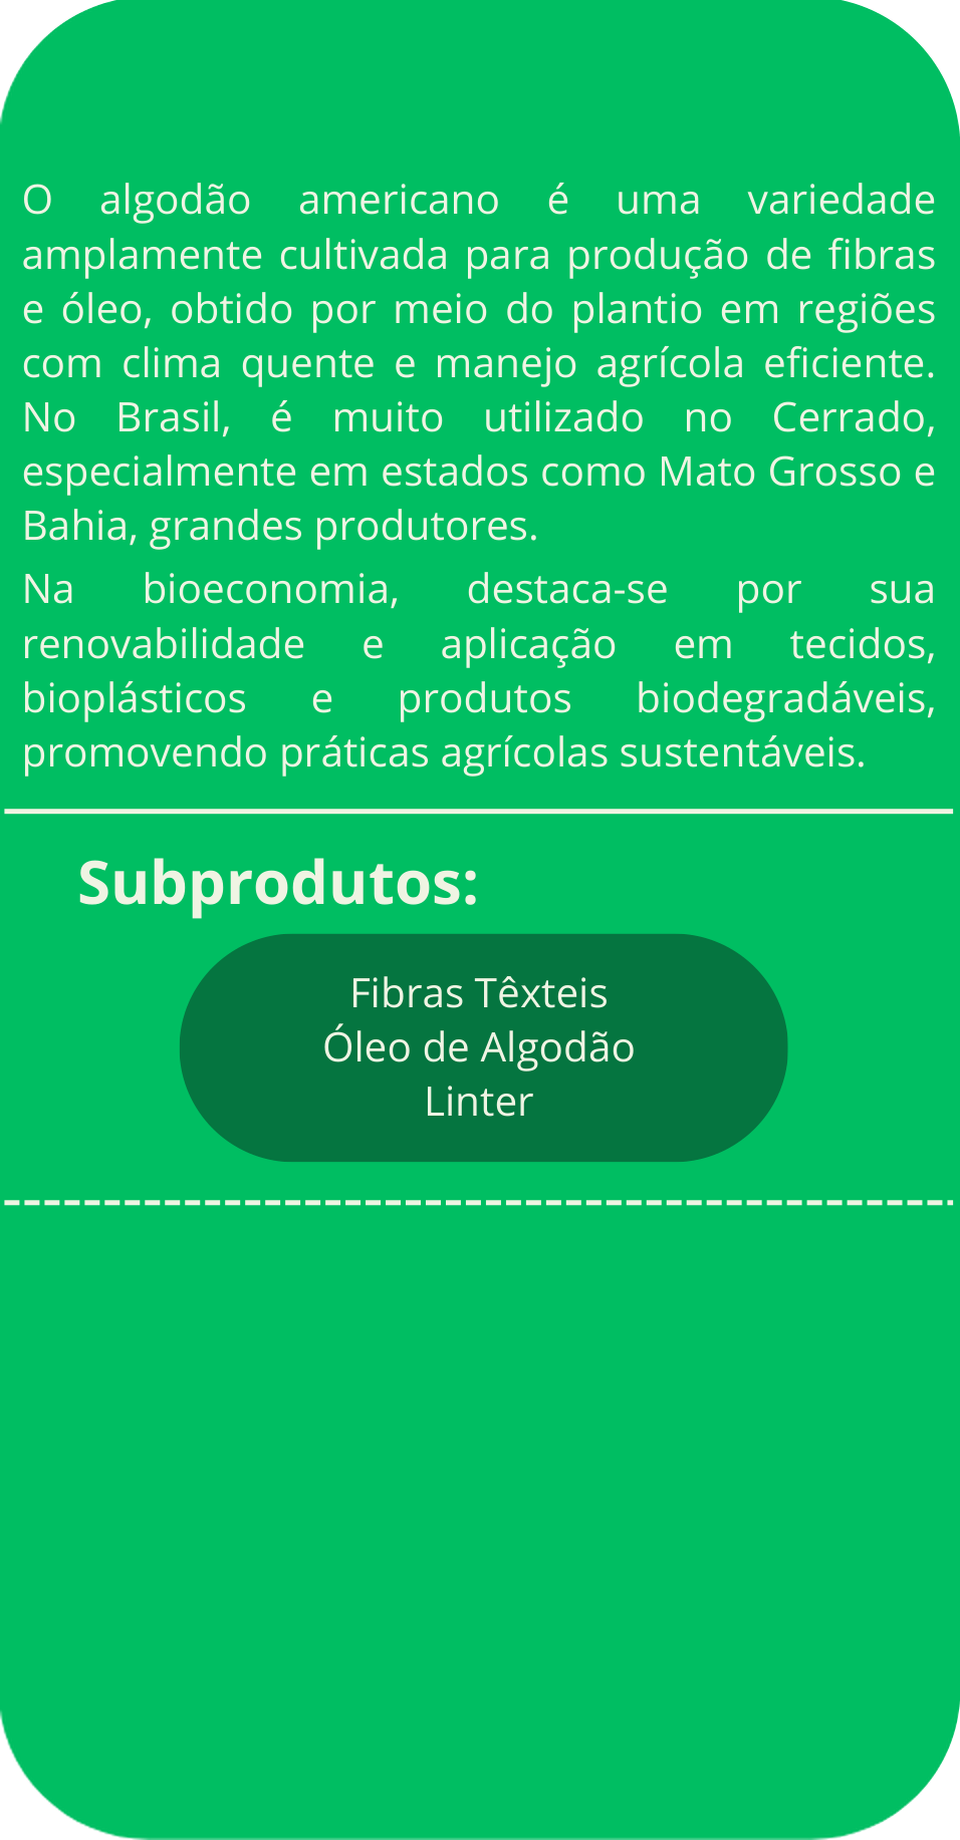 O algodão americano é uma variedade
amplamente cultivada para produção de fibras
e óleo, obtido por meio do plantio em regiões
com clima quente e manejo agrícola eficiente.
No Brasil, é muito utilizado no Cerrado,
especialmente em estados como Mato Grosso e
Bahia, grandes produtores.
Na bioeconomia, destaca-se por sua
renovabilidade e aplicação em tecidos,
bioplásticos e produtos biodegradáveis,
promovendo práticas agrícolas sustentáveis.
Subprodutos:
Fibras Têxteis
Óleo de Algodão
Linter